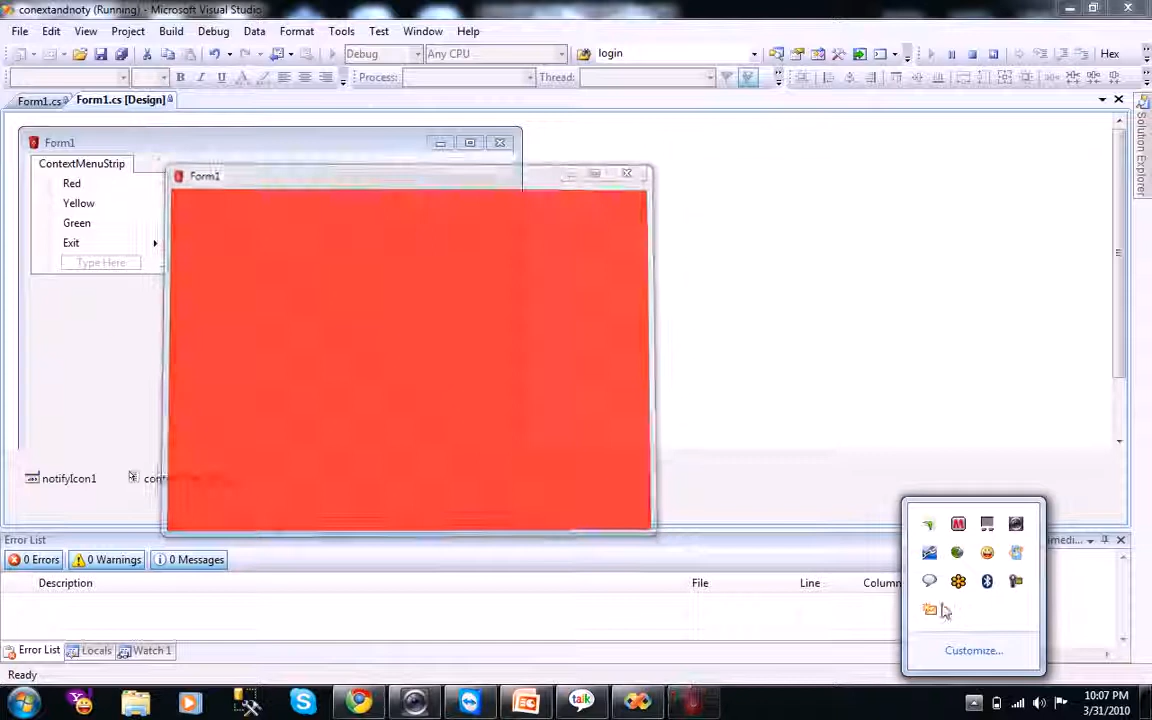 conextandnoty (Running) - Microsoft Visual Studio
File Edit View Project Build Debug Data Format Tools Test Window Help
Debug Any CPU login Hex
B I U A Process: Thread:
Form1.cs Form1.cs [Design]
Solution Explorer
Form1
ContextMenuStrip
Form1
Red
Yellow
Green
Exit
Type Here
notifyIcon1
Error List
0 Errors 0 Warnings 0 Messages
Description File Line
Customize...
Error List Locals Watch 1
Ready
talk
10:07 PM
3/31/2010